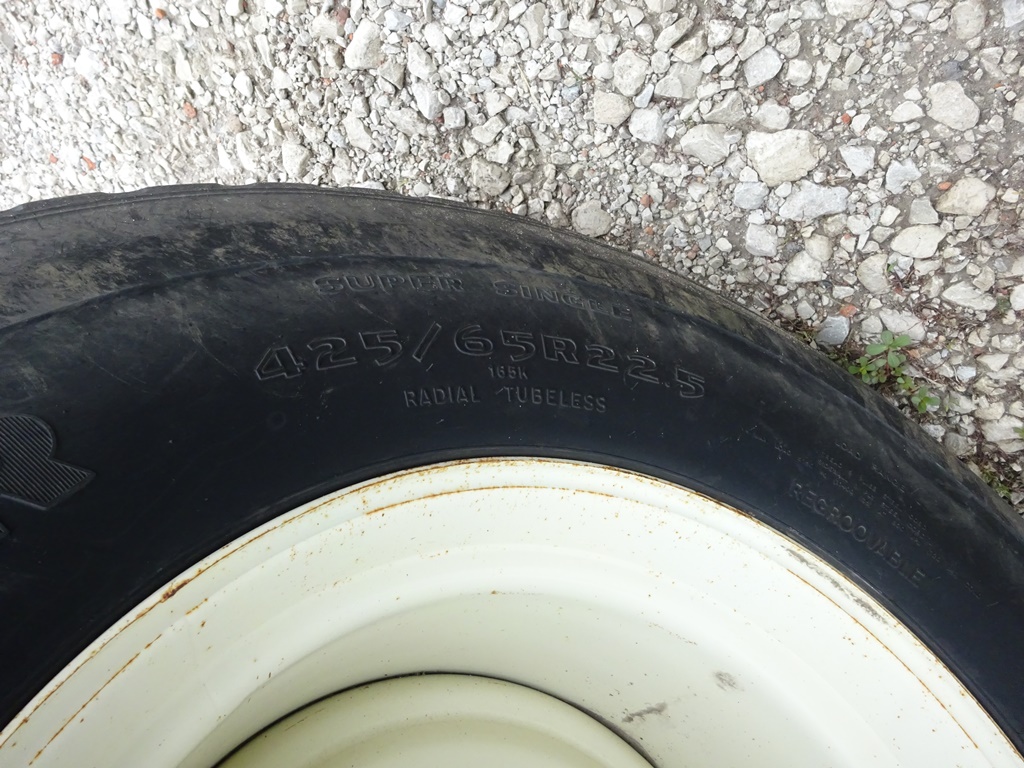 SUPER SINGLE
425/65R22.5
165K
RADIAL TUBELESS
R
REGROOVABLE